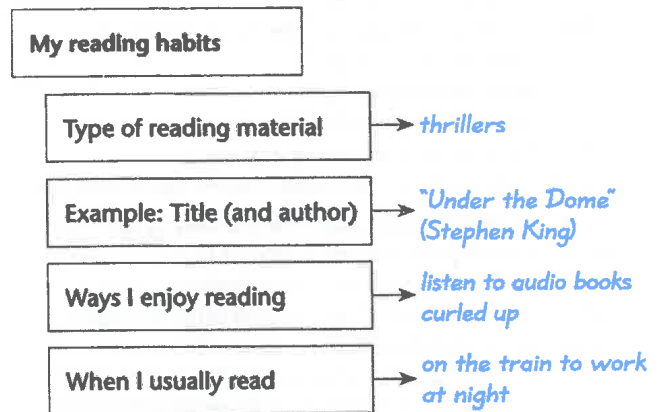 My reading habits
Type of reading material
thrillers
Example: Title (and author)
"Under the Dome"
(Stephen King)
Ways I enjoy reading
listen to audio books
curled up
When I usually read
on the train to work
at night